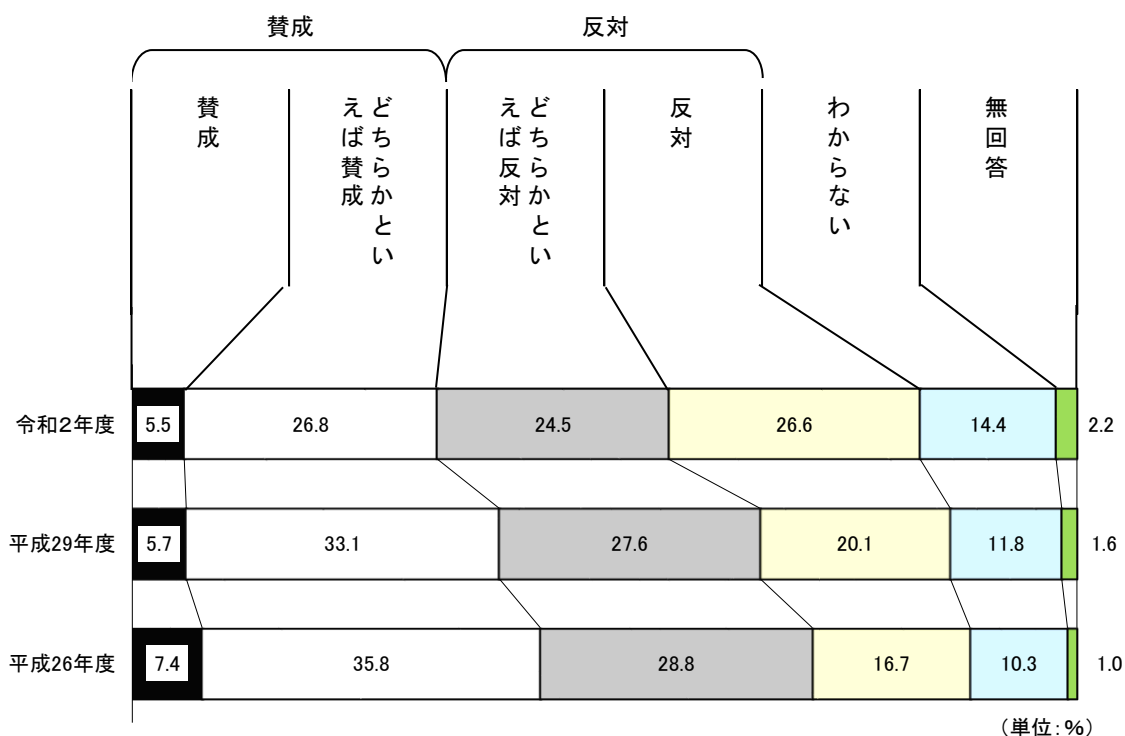 賛成
反対
賛成
どちらかとい
えば賛成
どちらかとい
えば反対
反対
わからない
無回答
令和2年度
5.5
26.8
24.5
26.6
14.4
2.2
平成29年度
5.7
33.1
27.6
20.1
11.8
1.6
平成26年度
7.4
35.8
28.8
16.7
10.3
1.0
（単位：%）